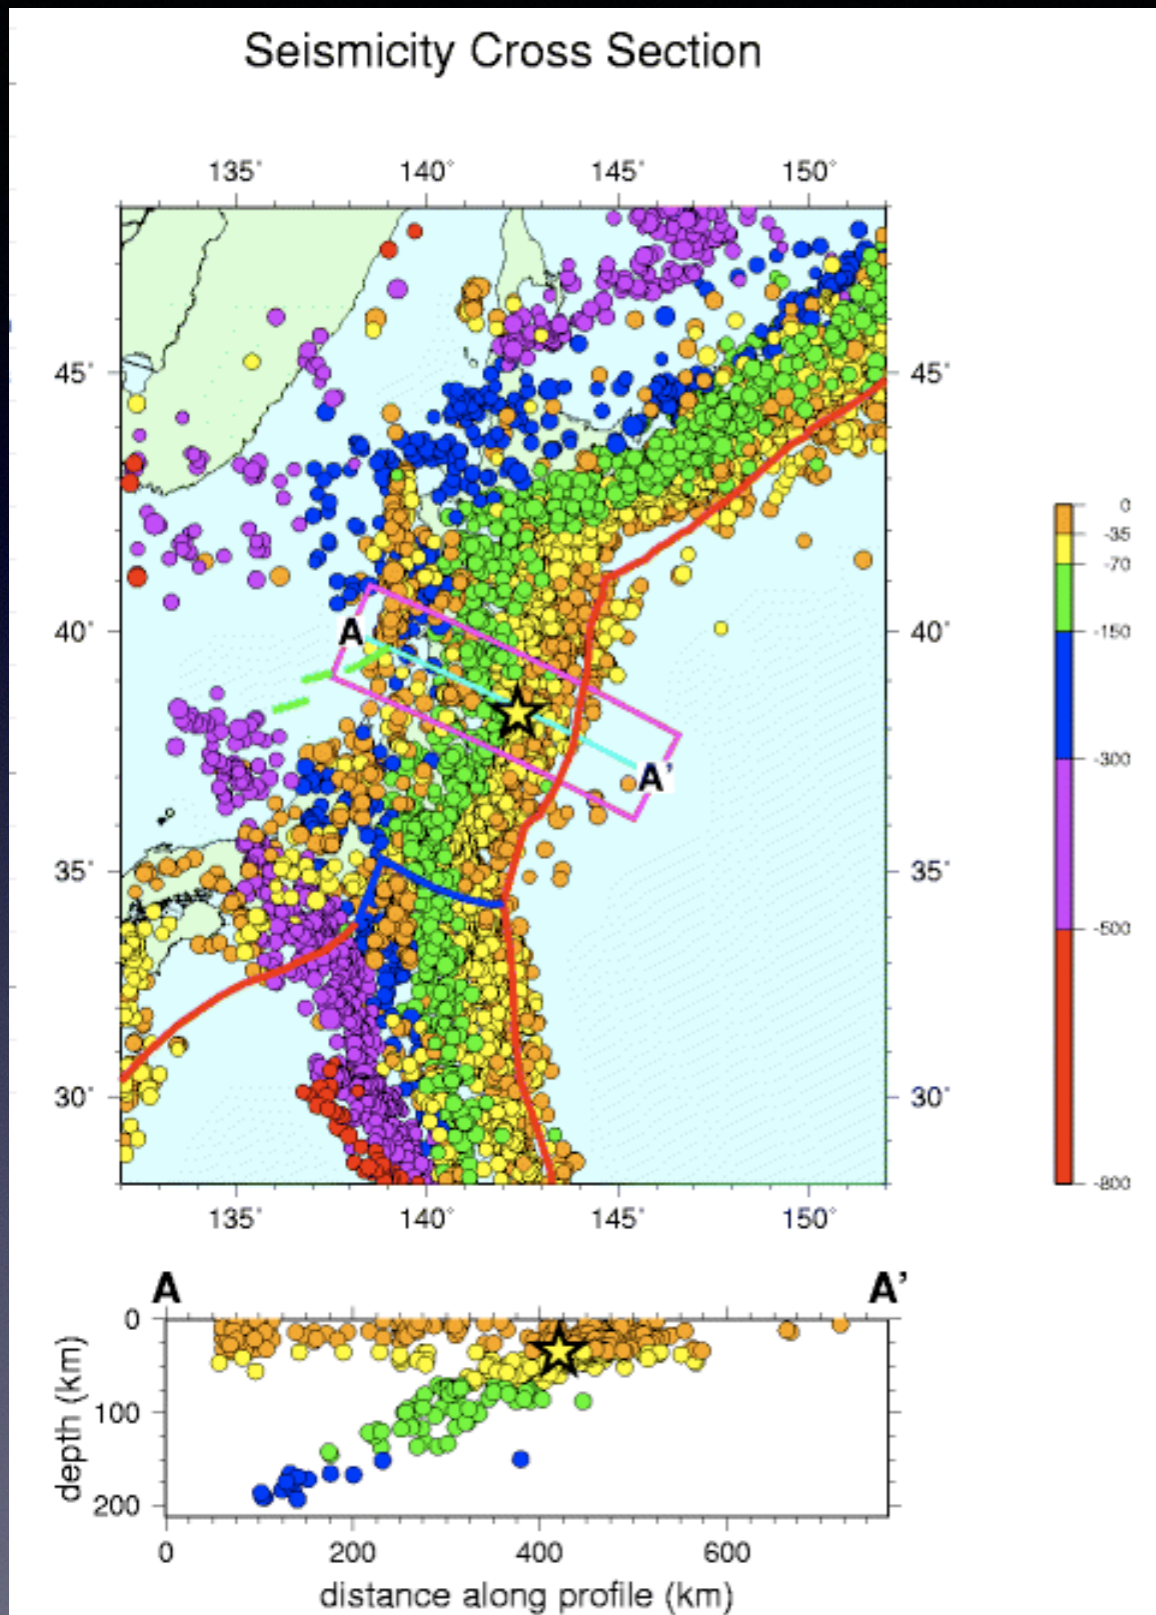 Seismicity Cross Section
135° 140° 145° 150°
45° 45°
40° 40°
35° 35°
30° 30°
A
A'
135° 140° 145° 150°
0
-35
-70
-150
-300
-500
-800
A A'
0
100
200
depth (km)
0 200 400 600
distance along profile (km)